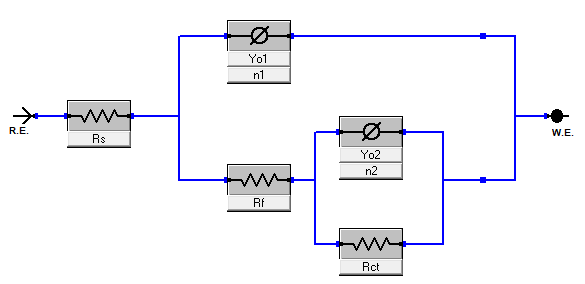 Yo1
n1
R.E.
Rs
W.E.
Yo2
n2
Rf
Rct